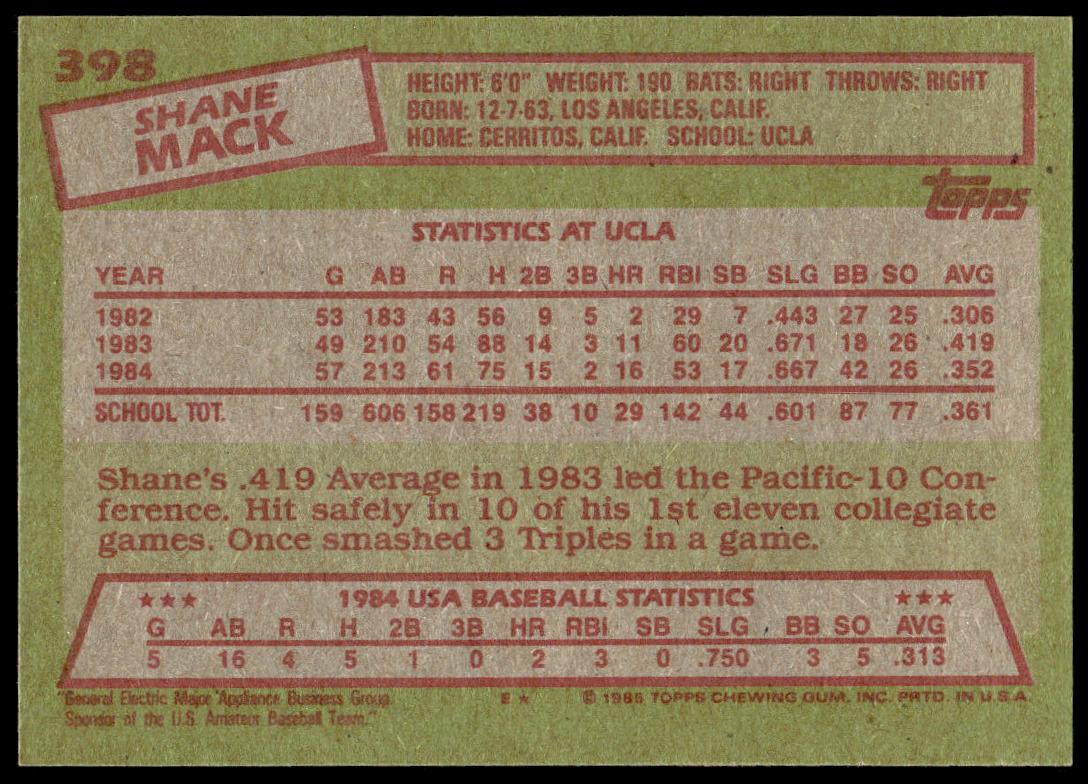 398
SHANE
MACK
HEIGHT: 6'0" WEIGHT: 190 BATS: RIGHT THROWS: RIGHT
BORN: 12-7-63, LOS ANGELES, CALIF.
HOME: CERRITOS, CALIF. SCHOOL: UCLA
topps
STATISTICS AT UCLA
YEAR G AB R H 2B 3B HR RBI SB SLG BB SO AVG
1982 53 183 43 56 9 5 2 29 7 .443 27 25 .306
1983 49 210 54 88 14 3 11 60 20 .671 18 26 .419
1984 57 213 61 75 15 2 16 53 17 .667 42 26 .352
SCHOOL TOT. 159 606 158 219 38 10 29 142 44 .601 87 77 .361
Shane's .419 Average in 1983 led the Pacific-10 Con-
ference. Hit safely in 10 of his 1st eleven collegiate
games. Once smashed 3 Triples in a game.
★★★ 1984 USA BASEBALL STATISTICS ★★★
G AB R H 2B 3B HR RBI SB SLG BB SO AVG
5 16 4 5 1 0 2 3 0 .750 3 5 .313
"General Electric Major Appliance Business Group. E ★ © 1985 TOPPS CHEWING GUM, INC. PRTD. IN U.S.A.
Sponsor of the U.S. Amateur Baseball Team."